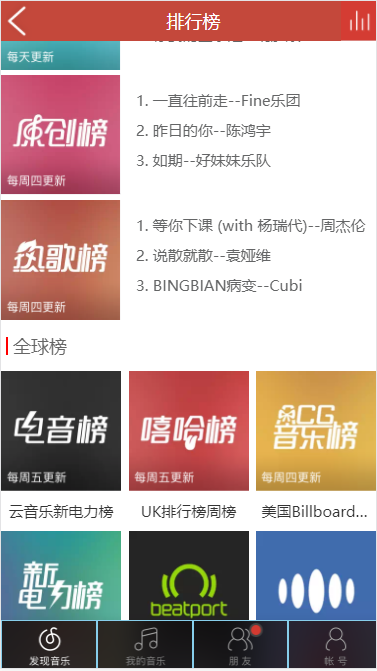 排行榜
每天更新
原创榜
每周四更新
1. 一直往前走--Fine乐团
2. 昨日的你--陈鸿宇
3. 如期--好妹妹乐队
热歌榜
每周四更新
1. 等你下课 (with 杨瑞代)--周杰伦
2. 说散就散--袁娅维
3. BINGBIAN病变--Cubi
全球榜
电音榜
每周五更新
嘻哈榜
每周五更新
ACG
音乐榜
每周四更新
云音乐新电力榜
UK排行榜周榜
美国Billboard...
新
电力榜
beatport
发现音乐
我的音乐
朋友
帐号